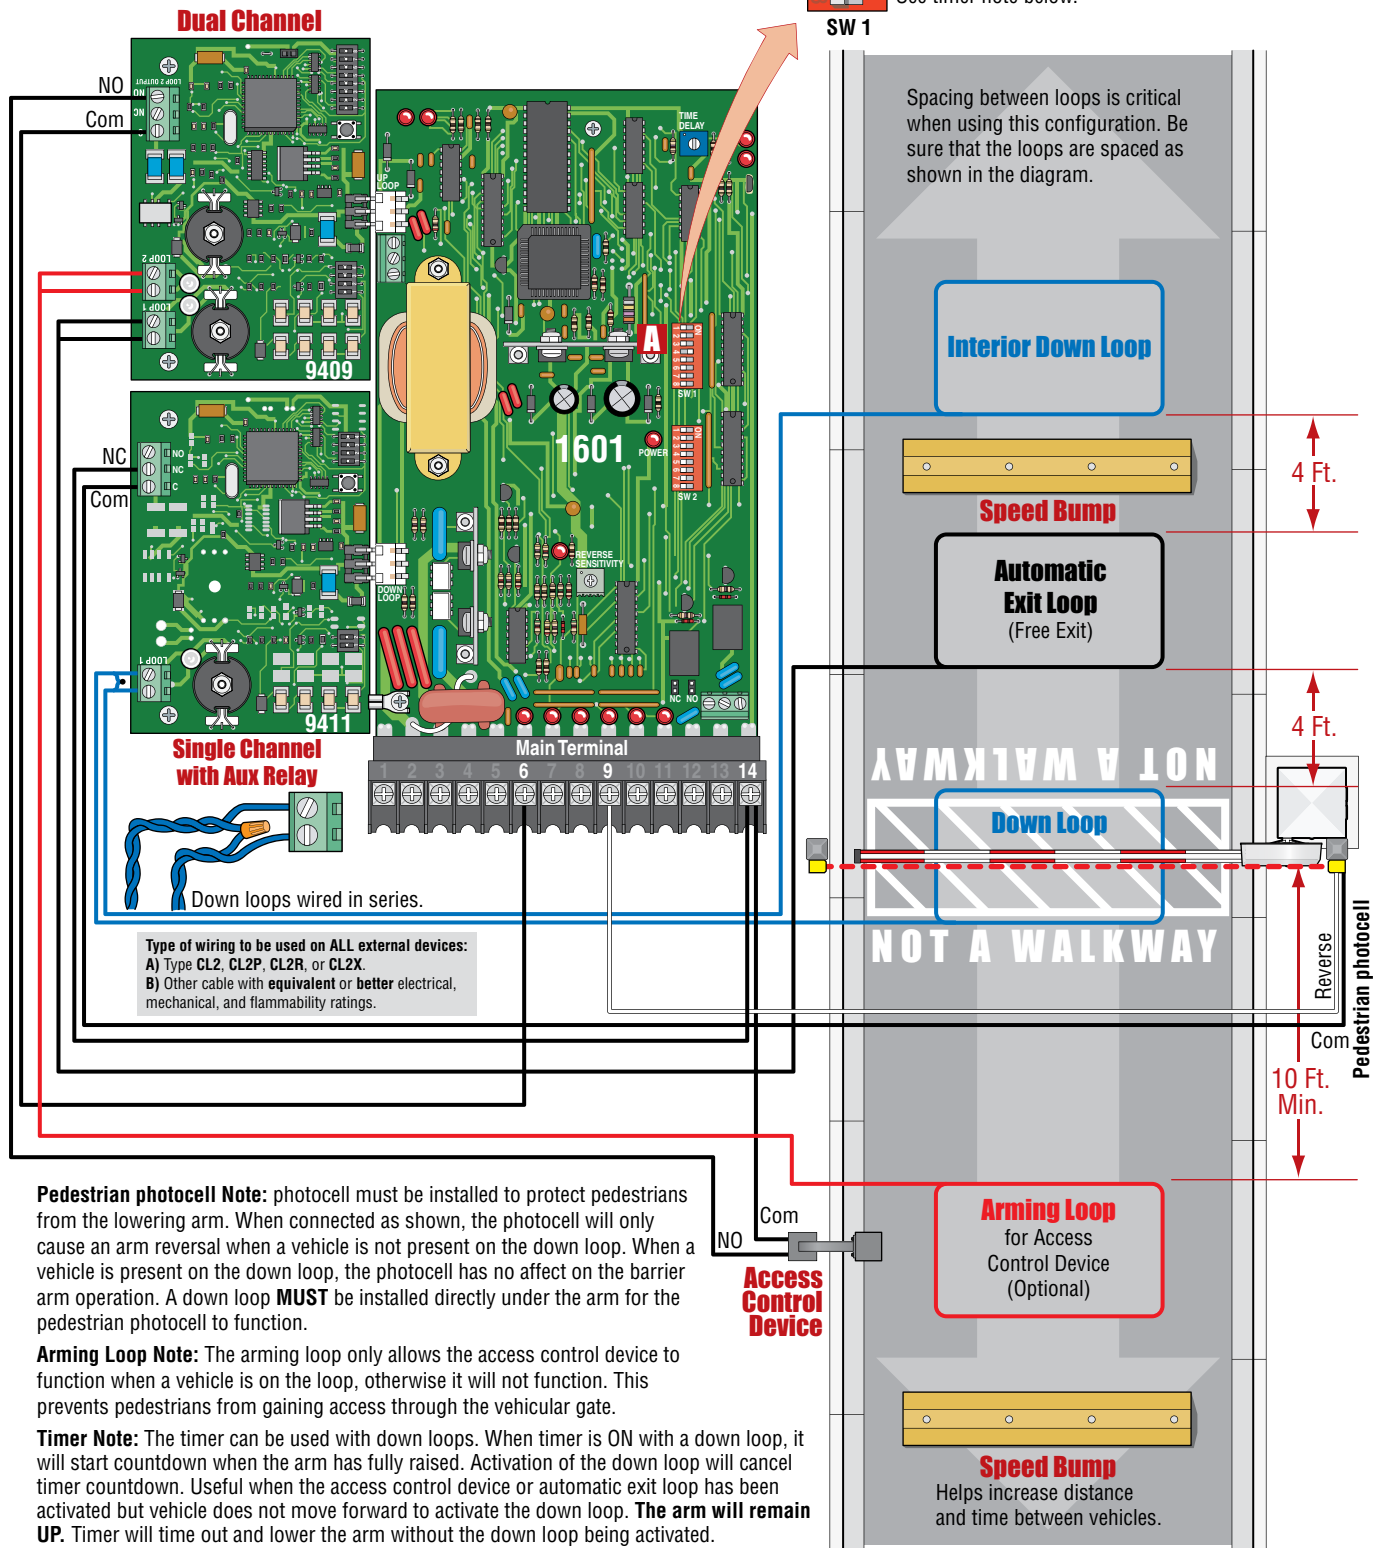 SW 1
Dual Channel
NO
Com
LOOP 2 OUTPUT
NO
NC
UP LOOP
TIME DELAY
Spacing between loops is critical
when using this configuration. Be
sure that the loops are spaced as
shown in the diagram.
LOOP 2
LOOP 1
9409
A
ON
SW 1
Interior Down Loop
1601
POWER
ON
SW 2
NC
Com
NO
NC
C
4 Ft.
Speed Bump
REVERSE
SENSITIVITY
DOWN
LOOP
Automatic
Exit Loop
(Free Exit)
LOOP 1
9411
NC NO
4 Ft.
Single Channel
with Aux Relay
Main Terminal
1 2 3 4 5 6 7 8 9 10 11 12 13 14
NOT A WALKWAY
Down Loop
Down loops wired in series.
NOT A WALKWAY
Type of wiring to be used on ALL external devices:
A) Type CL2, CL2P, CL2R, or CL2X.
B) Other cable with equivalent or better electrical,
mechanical, and flammability ratings.
Reverse
Com
Pedestrian photocell
10 Ft.
Min.
Pedestrian photocell Note: photocell must be installed to protect pedestrians
from the lowering arm. When connected as shown, the photocell will only
cause an arm reversal when a vehicle is not present on the down loop. When a
vehicle is present on the down loop, the photocell has no affect on the barrier
arm operation. A down loop MUST be installed directly under the arm for the
pedestrian photocell to function.
Com
NO
Access
Control
Device
Arming Loop
for Access
Control Device
(Optional)
Arming Loop Note: The arming loop only allows the access control device to
function when a vehicle is on the loop, otherwise it will not function. This
prevents pedestrians from gaining access through the vehicular gate.
Timer Note: The timer can be used with down loops. When timer is ON with a down loop, it
will start countdown when the arm has fully raised. Activation of the down loop will cancel
timer countdown. Useful when the access control device or automatic exit loop has been
activated but vehicle does not move forward to activate the down loop. The arm will remain
UP. Timer will time out and lower the arm without the down loop being activated.
Speed Bump
Helps increase distance
and time between vehicles.